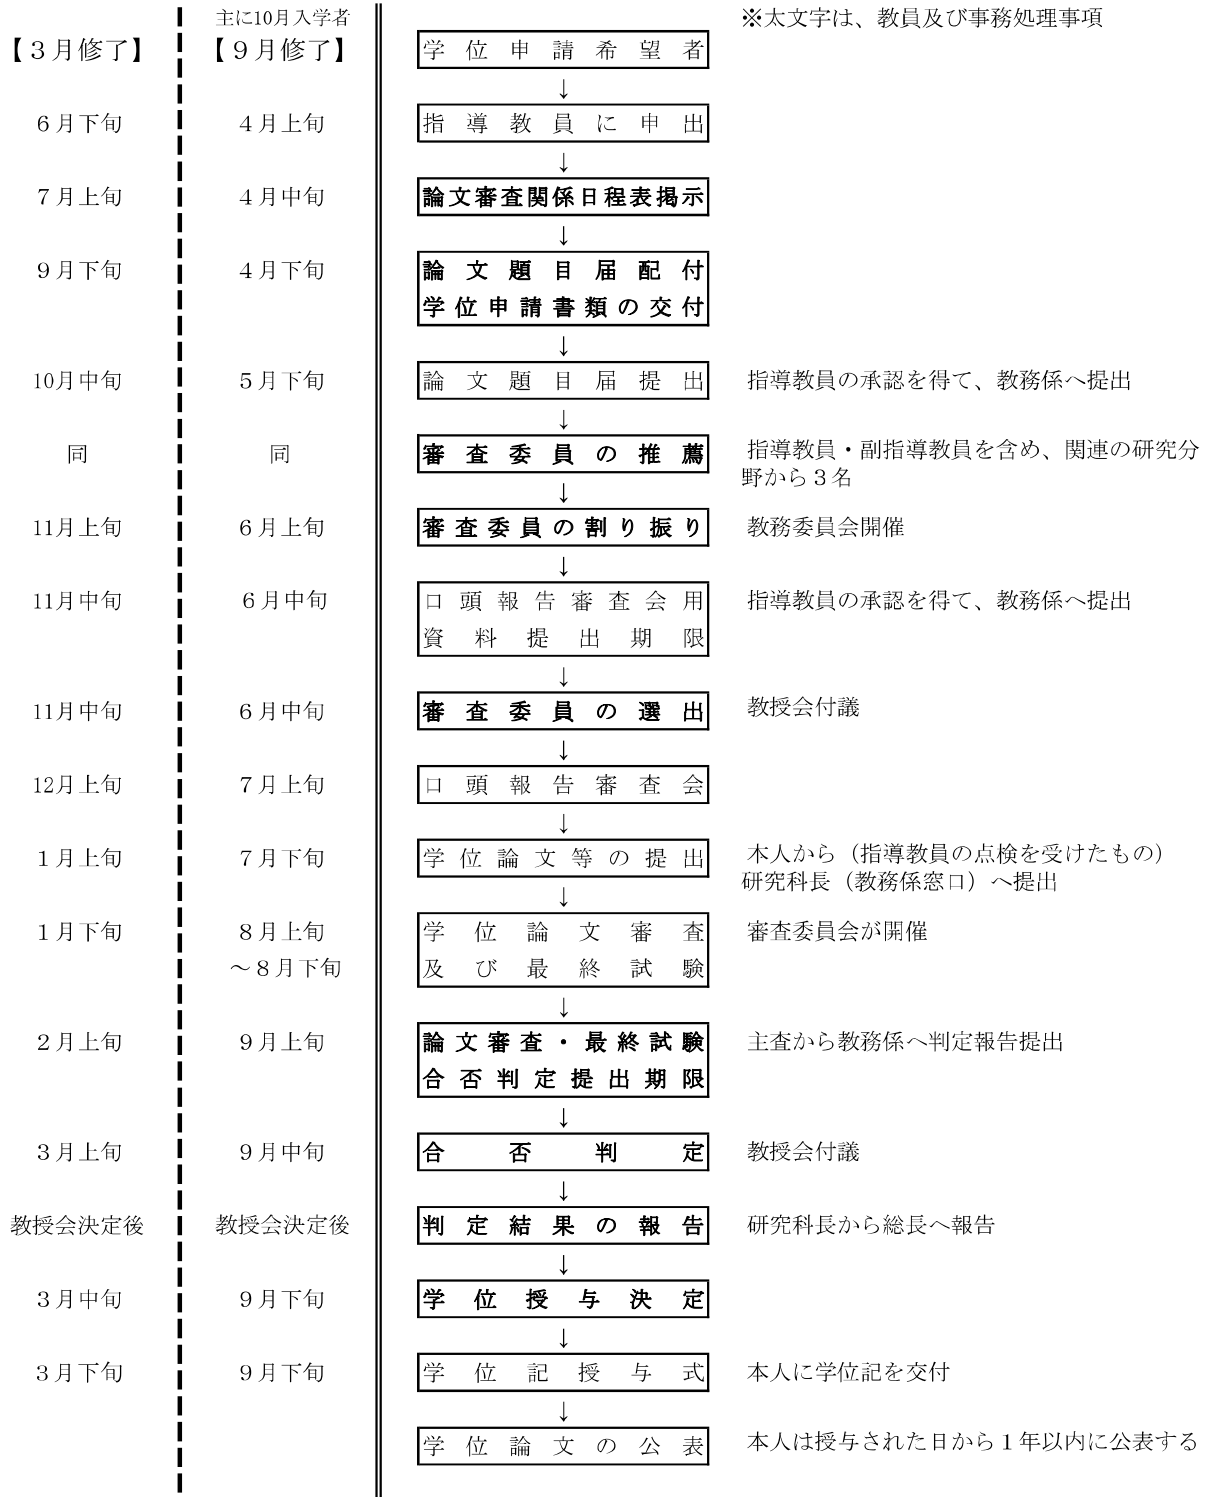 主に10月入学者
※太文字は、教員及び事務処理事項
【３月修了】 【９月修了】 学位申請希望者
↓
６月下旬 ４月上旬 指導教員に申出
↓
７月上旬 ４月中旬 論文審査関係日程表掲示
↓
９月下旬 ４月下旬 論文題目届配付
学位申請書類の交付
↓
10月中旬 ５月下旬 論文題目届提出 指導教員の承認を得て、教務係へ提出
↓
同 同 審査委員の推薦 指導教員・副指導教員を含め、関連の研究分
野から３名
↓
11月上旬 ６月上旬 審査委員の割り振り 教務委員会開催
↓
11月中旬 ６月中旬 口頭報告審査会用 指導教員の承認を得て、教務係へ提出
資料提出期限
↓
11月中旬 ６月中旬 審査委員の選出 教授会付議
↓
12月上旬 ７月上旬 口頭報告審査会
↓
１月上旬 ７月下旬 学位論文等の提出 本人から（指導教員の点検を受けたもの）
研究科長（教務係窓口）へ提出
↓
１月下旬 ８月上旬 学位論文審査 審査委員会が開催
～８月下旬 及び最終試験
↓
２月上旬 ９月上旬 論文審査・最終試験 主査から教務係へ判定報告提出
合否判定提出期限
↓
３月上旬 ９月中旬 合否判定 教授会付議
↓
教授会決定後 教授会決定後 判定結果の報告 研究科長から総長へ報告
↓
３月中旬 ９月下旬 学位授与決定
↓
３月下旬 ９月下旬 学位記授与式 本人に学位記を交付
↓
学位論文の公表 本人は授与された日から１年以内に公表する